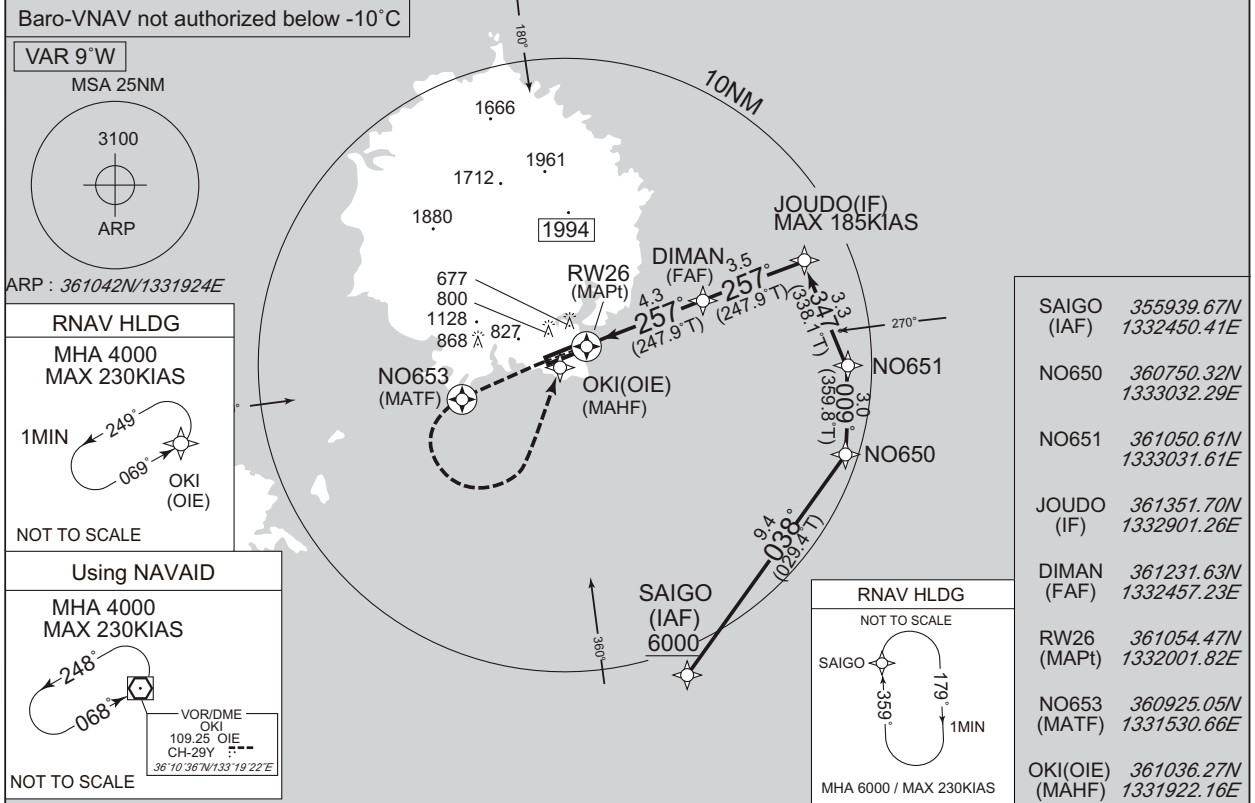 Baro-VNAV not authorized below -10˚C
VAR 9˚W
MSA 25NM
3100
ARP
ARP : 361042N/1331924E
RNAV HLDG
MHA 4000
MAX 230KIAS
1MIN
249˚
069˚
OKI
(OIE)
NOT TO SCALE
Using NAVAID
MHA 4000
MAX 230KIAS
248˚
068˚
VOR/DME
OKI
109.25 OIE
CH-29Y
36˚10'36"N/133˚19'22"E
NOT TO SCALE
180˚
10NM
1666
1961
1712
1880
1994
677
800
1128
868
827
RW26
(MAPt)
DIMAN
(FAF)
JOUDO(IF)
MAX 185KIAS
3.5
257˚
(247.9˚T)
4.3
257˚
(247.9˚T)
3.3
347˚
(338.1˚T)
270˚
NO651
3.0
009˚
(359.8˚T)
NO650
NO653
(MATF)
OKI(OIE)
(MAHF)
˚
9.4
038˚
(029.4˚T)
SAIGO
(IAF)
6000
360˚
RNAV HLDG
NOT TO SCALE
SAIGO
359˚
179˚
1MIN
MHA 6000 / MAX 230KIAS
SAIGO 355939.67N
(IAF) 1332450.41E
NO650 360750.32N
1333032.29E
NO651 361050.61N
1333031.61E
JOUDO 361351.70N
(IF) 1332901.26E
DIMAN 361231.63N
(FAF) 1332457.23E
RW26 361054.47N
(MAPt) 1332001.82E
NO653 360925.05N
(MATF) 1331530.66E
OKI(OIE) 361036.27N
(MAHF) 1331922.16E